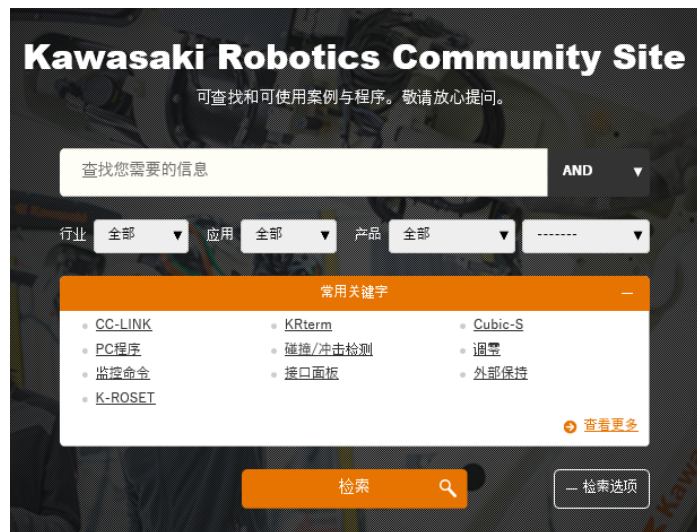 Kawasaki Robotics Community Site
可查找和可使用案例与程序。敬请放心提问。
查找您需要的信息 AND ▼
行业 全部 ▼ 应用 全部 ▼ 产品 全部 ▼ ------- ▼
常用关键字 —
CC-LINK KRterm Cubic-S
PC程序 碰撞/冲击检测 调零
监控命令 接口面板 外部保持
K-ROSET
查看更多
检索 — 检索选项